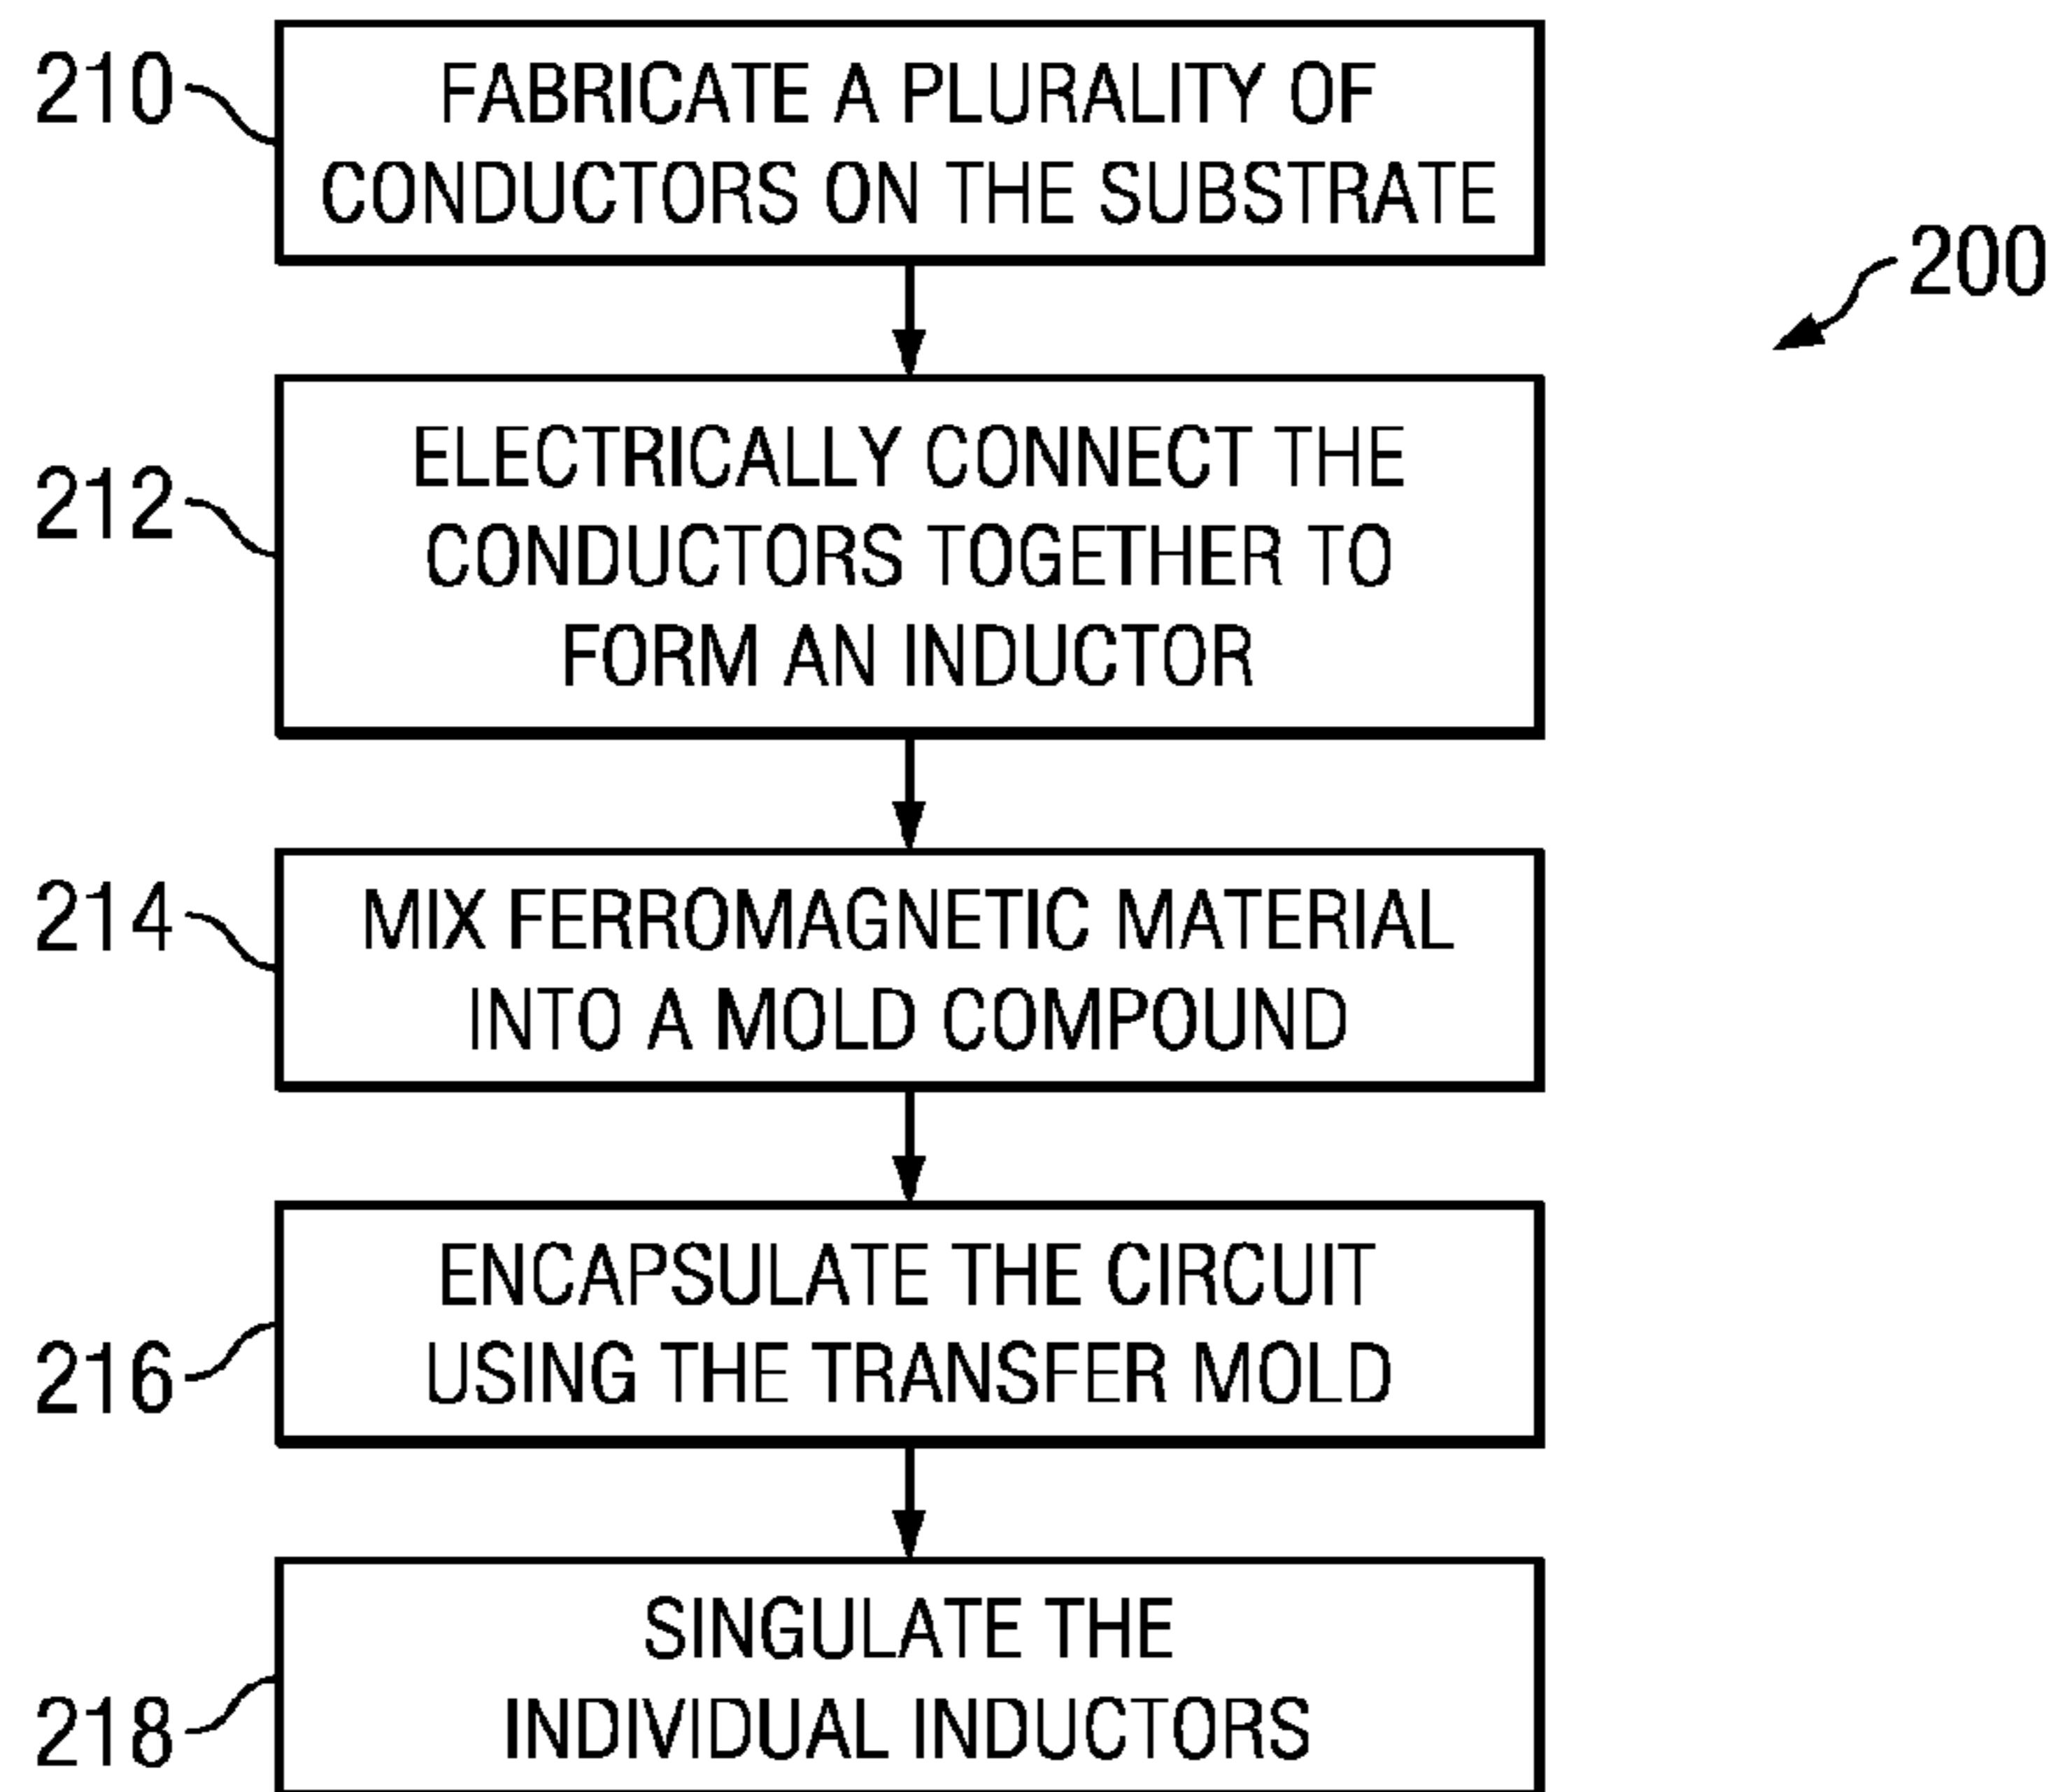 210
FABRICATE A PLURALITY OF
CONDUCTORS ON THE SUBSTRATE
200
212
ELECTRICALLY CONNECT THE
CONDUCTORS TOGETHER TO
FORM AN INDUCTOR
214
MIX FERROMAGNETIC MATERIAL
INTO A MOLD COMPOUND
216
ENCAPSULATE THE CIRCUIT
USING THE TRANSFER MOLD
218
SINGULATE THE
INDIVIDUAL INDUCTORS